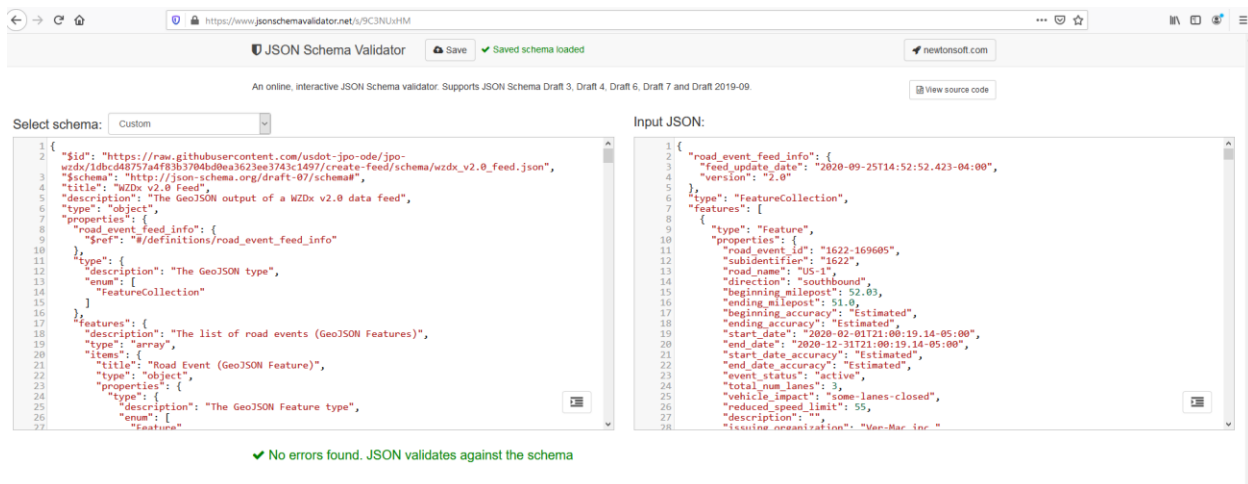 https://www.jsonschemavalidator.net/s/9C3NUxHM
JSON Schema Validator
Save
Saved schema loaded
newtonsoft.com
An online, interactive JSON Schema validator. Supports JSON Schema Draft 3, Draft 4, Draft 6, Draft 7 and Draft 2019-09.
View source code
Select schema:
Custom
1 {
2 "$id": "https://raw.githubusercontent.com/usdot-jpo-ode/jpo-
wzdx/1dbcd48757a4f83b3704bd0ea3623ee3743c1497/create-feed/schema/wzdx_v2.0_feed.json",
3 "$schema": "http://json-schema.org/draft-07/schema#",
4 "title": "WZDx v2.0 Feed",
5 "description": "The GeoJSON output of a WZDx v2.0 data feed",
6 "type": "object",
7 "properties": {
8 "road_event_feed_info": {
9 "$ref": "#/definitions/road_event_feed_info"
10 },
11 "type": {
12 "description": "The GeoJSON type",
13 "enum": [
14 "FeatureCollection"
15 ]
16 },
17 "features": {
18 "description": "The list of road events (GeoJSON Features)",
19 "type": "array",
20 "items": {
21 "title": "Road Event (GeoJSON Feature)",
22 "type": "object",
23 "properties": {
24 "type": {
25 "description": "The GeoJSON Feature type",
26 "enum": [
27 "Feature"
Input JSON:
1 {
2 "road_event_feed_info": {
3 "feed_update_date": "2020-09-25T14:52:52.423-04:00",
4 "version": "2.0"
5 },
6 "type": "FeatureCollection",
7 "features": [
8 {
9 "type": "Feature",
10 "properties": {
11 "road_event_id": "1622-169605",
12 "subidentifier": "1622",
13 "road_name": "US-1",
14 "direction": "southbound",
15 "beginning_milepost": 52.03,
16 "ending_milepost": 51.0,
17 "beginning_accuracy": "Estimated",
18 "ending_accuracy": "Estimated",
19 "start_date": "2020-02-01T21:00:19.14-05:00",
20 "end_date": "2020-12-31T21:00:19.14-05:00",
21 "start_date_accuracy": "Estimated",
22 "end_date_accuracy": "Estimated",
23 "event_status": "active",
24 "total_num_lanes": 3,
25 "vehicle_impact": "some-lanes-closed",
26 "reduced_speed_limit": 55,
27 "description": "",
28 "issuing_organization": "Ver-Mac inc.",
No errors found. JSON validates against the schema